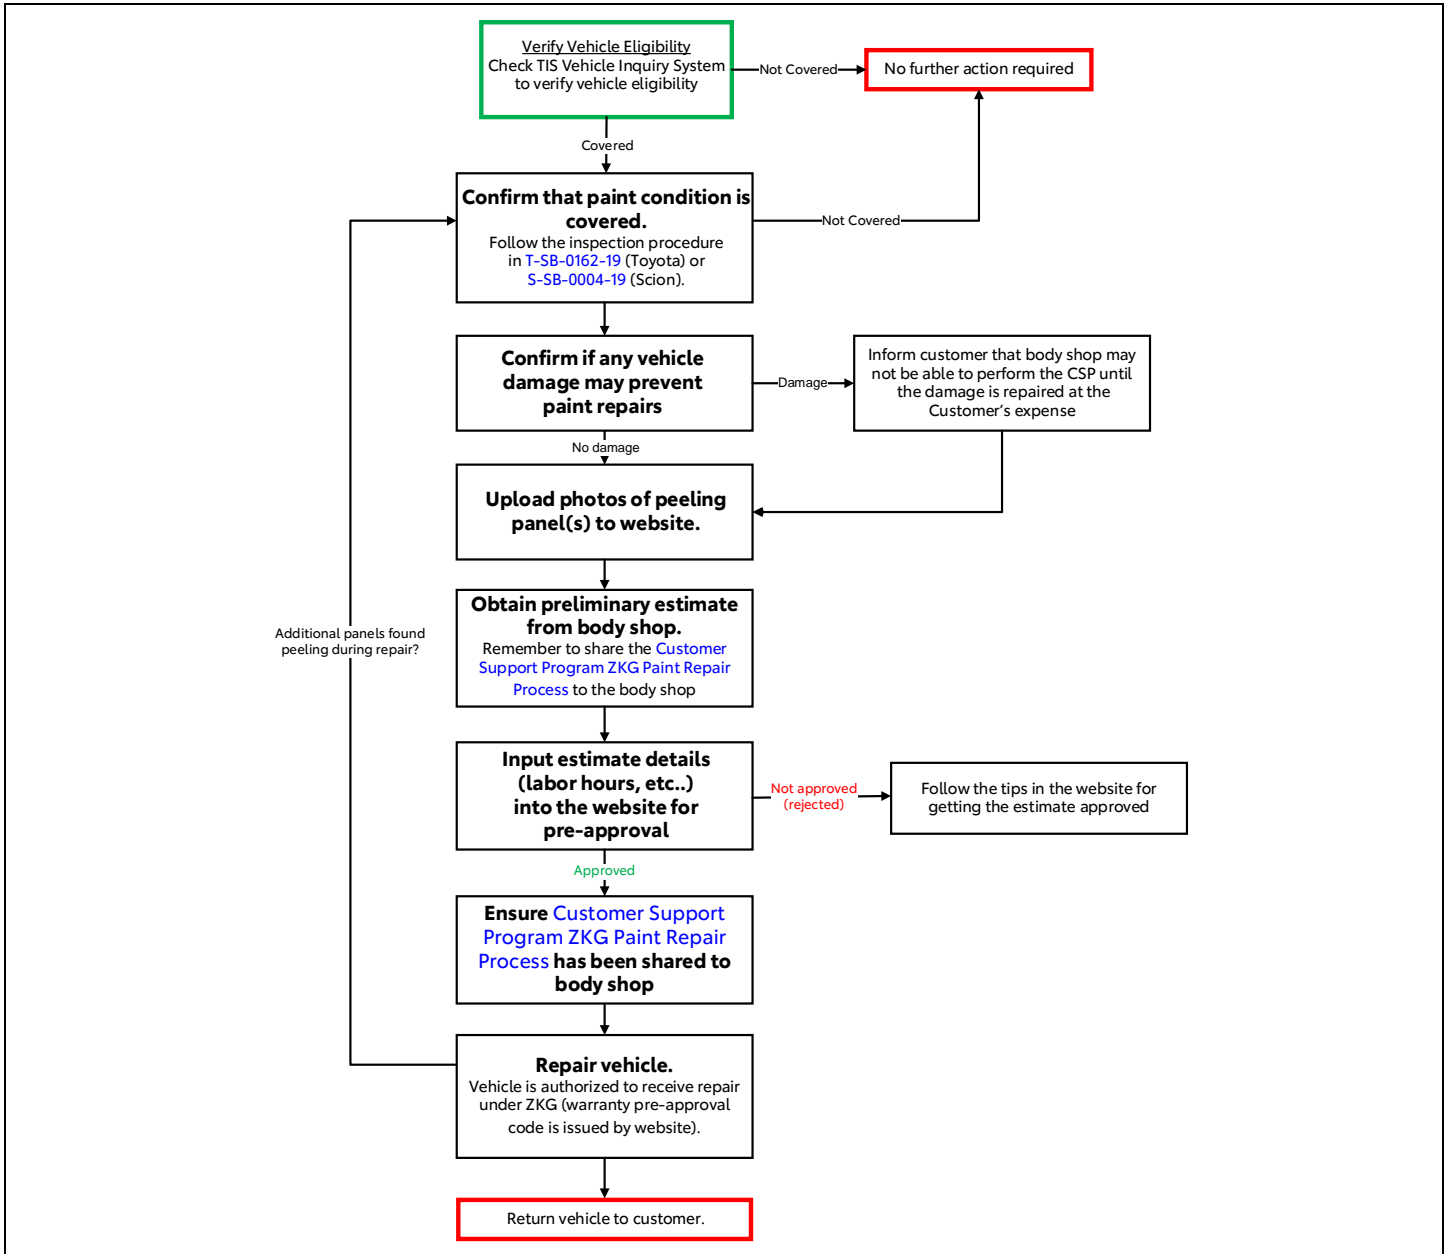 Verify Vehicle Eligibility
Check TIS Vehicle Inquiry System
to verify vehicle eligibility
Not Covered
No further action required
Covered
Confirm that paint condition is
covered.
Follow the inspection procedure
in T-SB-0162-19 (Toyota) or
S-SB-0004-19 (Scion).
Not Covered
Confirm if any vehicle
damage may prevent
paint repairs
Damage
Inform customer that body shop may
not be able to perform the CSP until
the damage is repaired at the
Customer’s expense
No damage
Upload photos of peeling
panel(s) to website.
Obtain preliminary estimate
from body shop.
Remember to share the Customer
Support Program ZKG Paint Repair
Process to the body shop
Additional panels found
peeling during repair?
Input estimate details
(labor hours, etc..)
into the website for
pre-approval
Not approved
(rejected)
Follow the tips in the website for
getting the estimate approved
Approved
Ensure Customer Support
Program ZKG Paint Repair
Process has been shared to
body shop
Repair vehicle.
Vehicle is authorized to receive repair
under ZKG (warranty pre-approval
code is issued by website).
Return vehicle to customer.